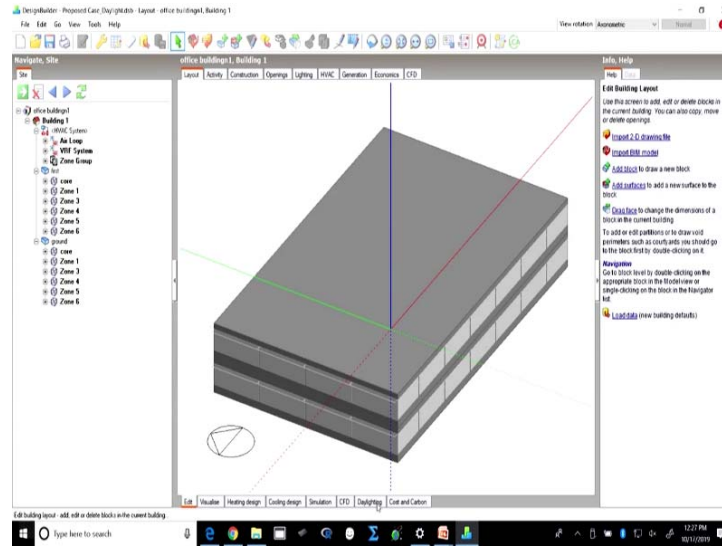 DesignBuilder - Proposed Case_Daylight.dsb - Layout - office buildings1, Building 1
File Edit Go View Tools Help
View rotation Axonometric
Normal
Navigate, Site
Site
office buildings1
Building 1
<HVAC System>
Air Loop
VRF System
Zone Group
first
core
Zone 1
Zone 3
Zone 4
Zone 5
Zone 6
ground
core
Zone 1
Zone 3
Zone 4
Zone 5
Zone 6
office buildings1, Building 1
Layout Activity Construction Openings Lighting HVAC Generation Economics CFD
Edit Visualise Heating design Cooling design Simulation CFD Daylighting Cost and Carbon
Info, Help
Help Data
Edit Building Layout
Use this screen to add, edit or delete blocks in
the current building. You can also copy, move
or delete openings.
Import 2-D drawing file
Import BIM model
Add block to draw a new block
Add surfaces to add a new surface to the
block
Drag face to change the dimensions of a
block in the current building.
To add or edit partitions or to draw void
perimeters such as courtyards you should go
to the block first by double-clicking on it.
Navigation
Go to block level by double-clicking on the
appropriate block in the Model view or
single-clicking on the block in the Navigator
list.
Load data (new building defaults)
Edit building layout - add, edit or delete blocks in the current building.
Type here to search
12:27 PM
10/17/2019